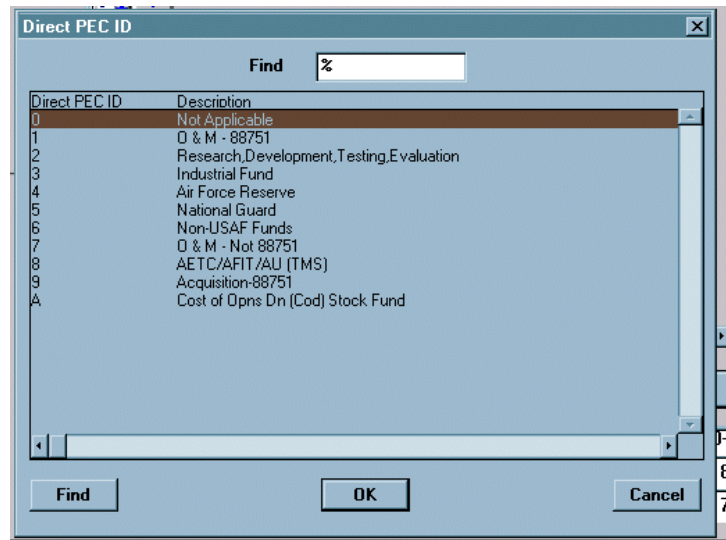 Direct PEC ID
Find %
Direct PEC ID Description
0 Not Applicable
1 O & M - 88751
2 Research,Development,Testing,Evaluation
3 Industrial Fund
4 Air Force Reserve
5 National Guard
6 Non-USAF Funds
7 O & M - Not 88751
8 AETC/AFIT/AU (TMS)
9 Acquisition-88751
A Cost of Opns Dn (Cod) Stock Fund
Find OK Cancel